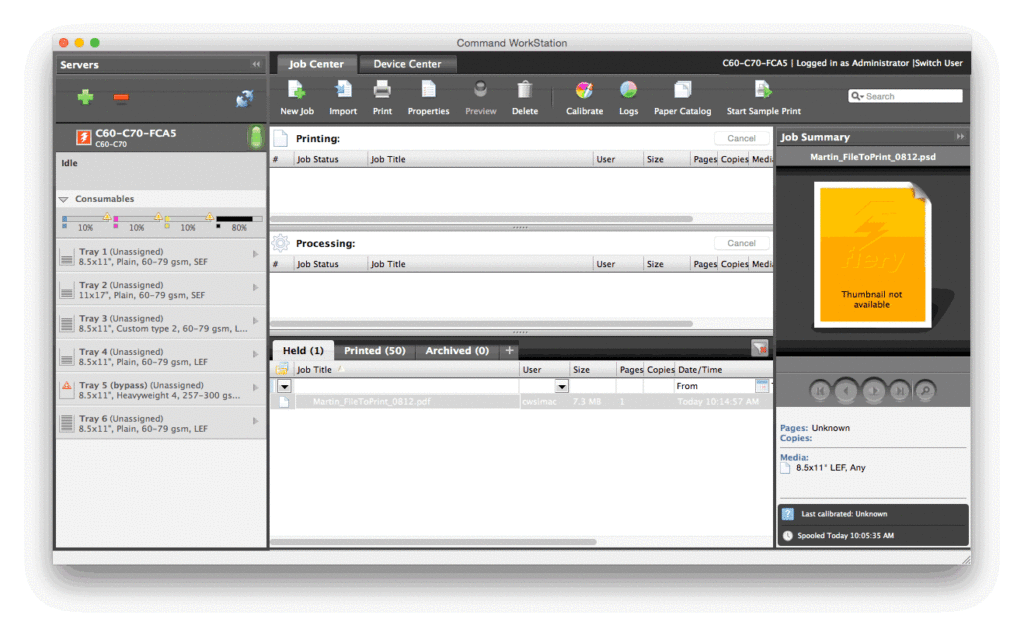 Command WorkStation
Servers
C60-C70-FCA5
C60-C70
Idle
Consumables
10% 10% 10% 80%
Tray 1 (Unassigned)
8.5x11", Plain, 60-79 gsm, SEF
Tray 2 (Unassigned)
11x17", Plain, 60-79 gsm, SEF
Tray 3 (Unassigned)
8.5x11", Custom type 2, 60-79 gsm, L...
Tray 4 (Unassigned)
8.5x11", Plain, 60-79 gsm, LEF
Tray 5 (bypass) (Unassigned)
8.5x11", Heavyweight 4, 257-300 gs...
Tray 6 (Unassigned)
8.5x11", Plain, 60-79 gsm, LEF
Job Center Device Center
C60-C70-FCA5 | Logged in as Administrator |Switch User
New Job Import Print Properties Preview Delete Calibrate Logs Paper Catalog Start Sample Print
Search
Printing: Cancel
# Job Status Job Title User Size Pages Copies Media
Processing: Cancel
# Job Status Job Title User Size Pages Copies Media
Held (1) Printed (50) Archived (0) +
Job Title User Size Pages Copies Date/Time
From
Martin_FileToPrint_0812.pdf cwsimac 7.3 MB 1 Today 10:14:57 AM
Job Summary
Martin_FileToPrint_0812.psd
fiery
Thumbnail not
available
Pages: Unknown
Copies:
Media:
8.5x11" LEF, Any
Last calibrated: Unknown
Spooled Today 10:05:35 AM